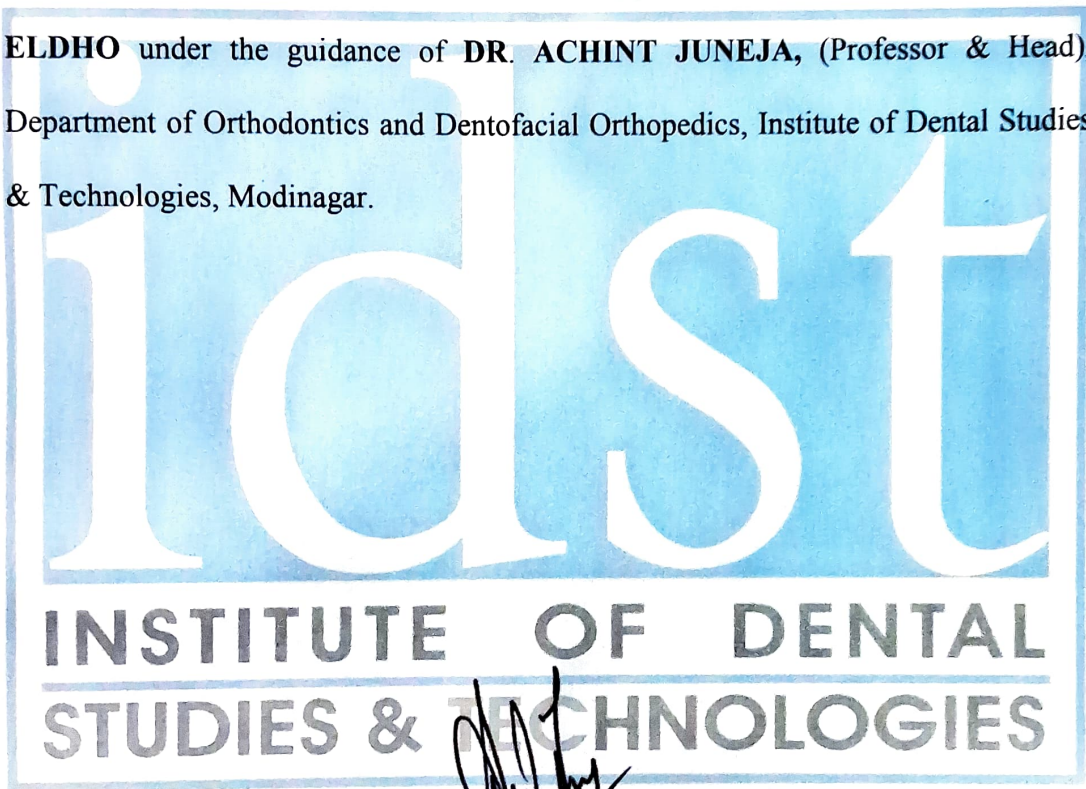 ELDHO under the guidance of DR. ACHINT JUNEJA, (Professor & Head)
Department of Orthodontics and Dentofacial Orthopedics, Institute of Dental Studies
& Technologies, Modinagar.
idst
INSTITUTE OF DENTAL
STUDIES & TECHNOLOGIES